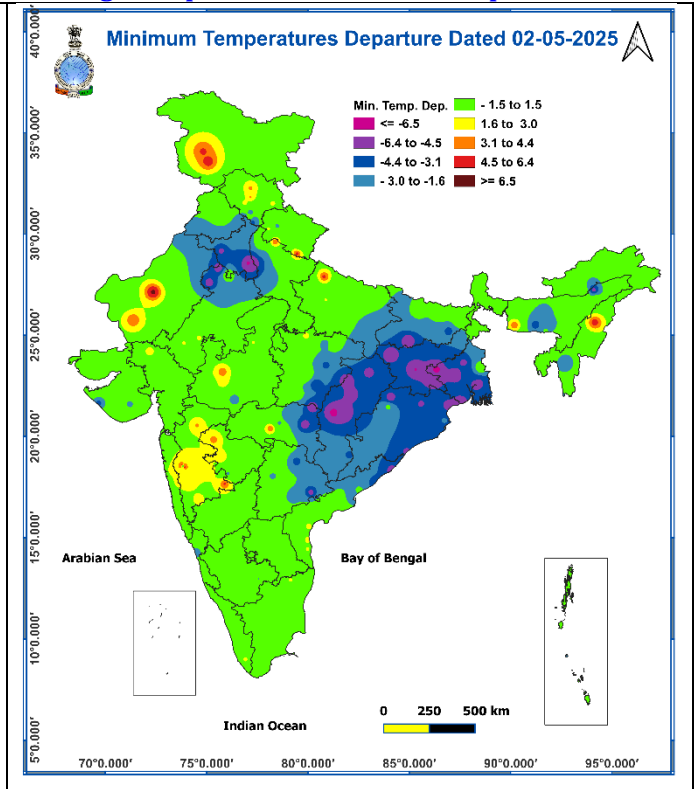 Minimum Temperatures Departure Dated 02-05-2025
Min. Temp. Dep.
<= -6.5
-6.4 to -4.5
-4.4 to -3.1
- 3.0 to -1.6
- 1.5 to 1.5
1.6 to 3.0
3.1 to 4.4
4.5 to 6.4
>= 6.5
40°0.000'
35°0.000'
30°0.000'
25°0.000'
20°0.000'
15°0.000'
10°0.000'
5°0.000'
Arabian Sea
Bay of Bengal
Indian Ocean
0 250 500 km
70°0.000' 75°0.000' 80°0.000' 85°0.000' 90°0.000' 95°0.000'